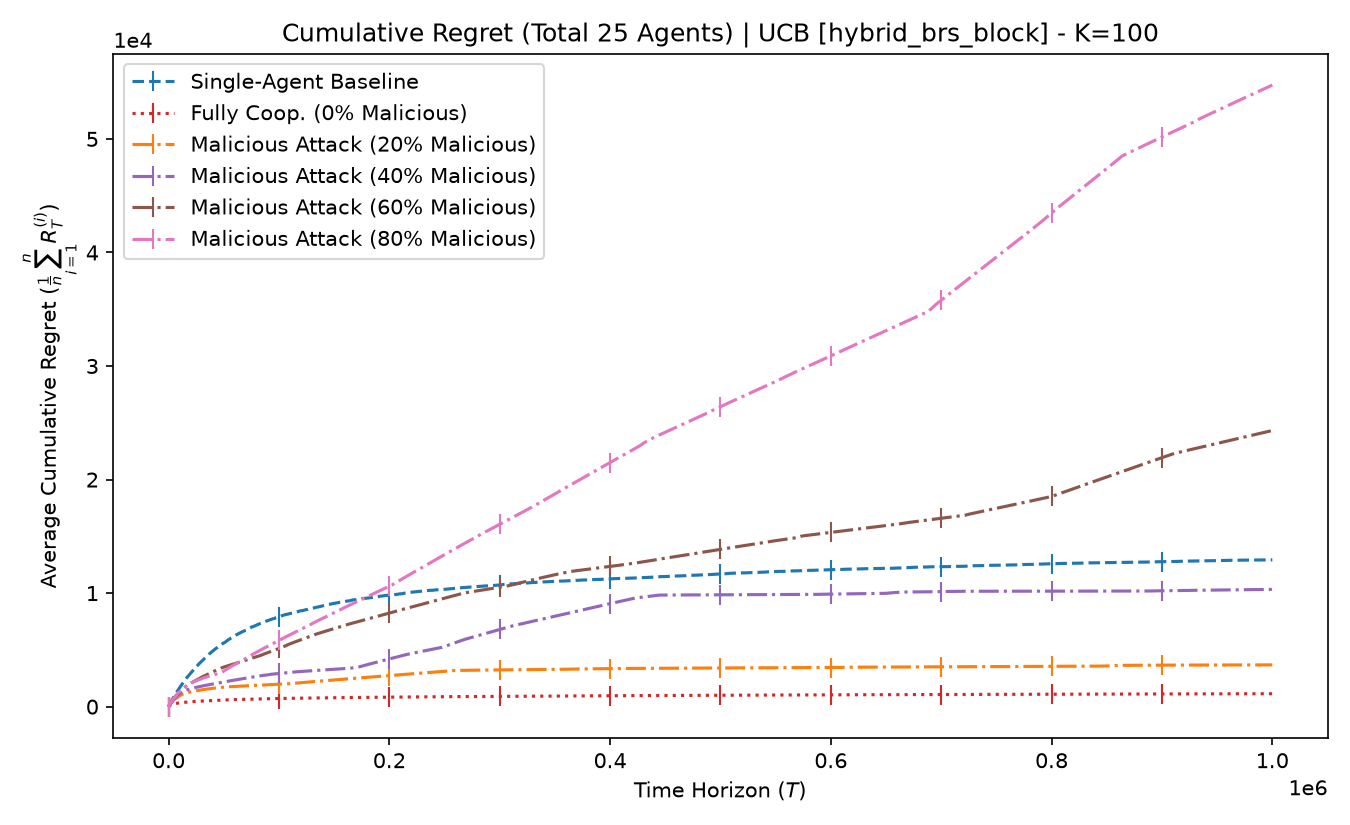 Cumulative Regret (Total 25 Agents) | UCB [hybrid_brs_block] - K=100
1e4
Single-Agent Baseline
Fully Coop. (0% Malicious)
Malicious Attack (20% Malicious)
Malicious Attack (40% Malicious)
Malicious Attack (60% Malicious)
Malicious Attack (80% Malicious)
Average Cumulative Regret ($\frac{1}{n}\sum_{i=1}^{n} R_T^{(i)}$)
5
4
3
2
1
0
0.0 0.2 0.4 0.6 0.8 1.0
1e6
Time Horizon (T)